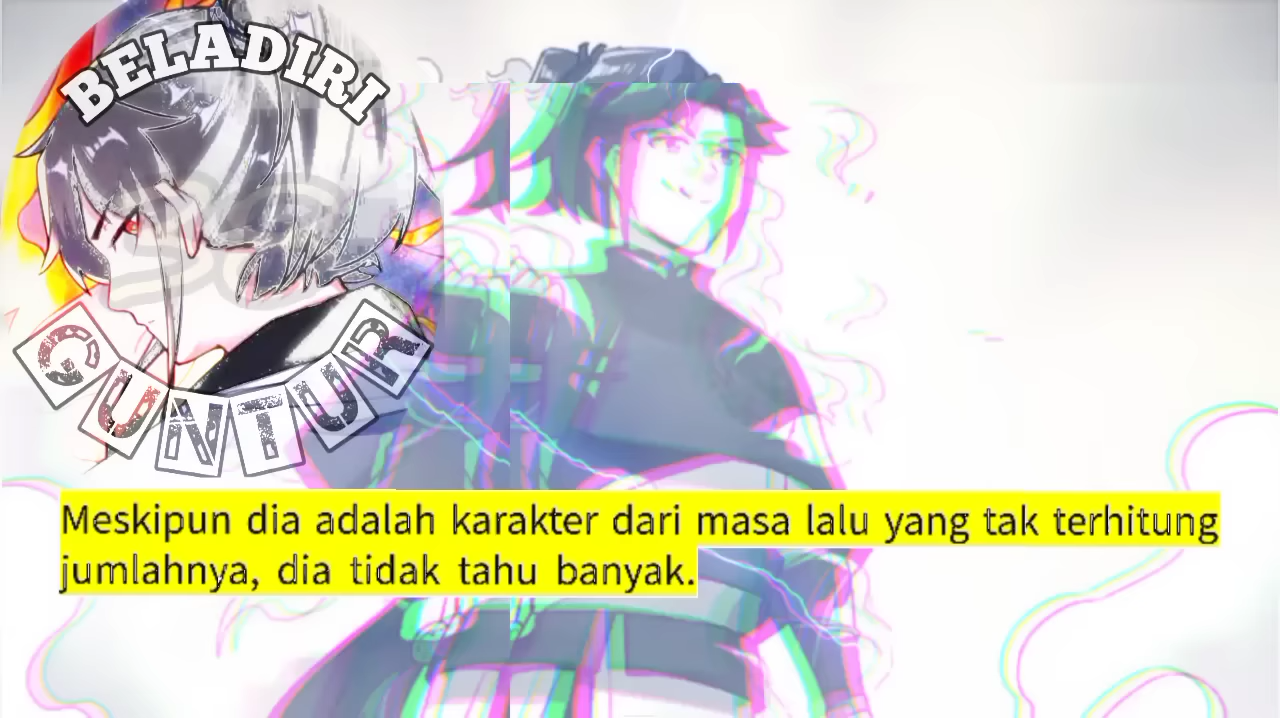 BELADIRI
GUNTUR
Meskipun dia adalah karakter dari masa lalu yang tak terhitung
jumlahnya, dia tidak tahu banyak.